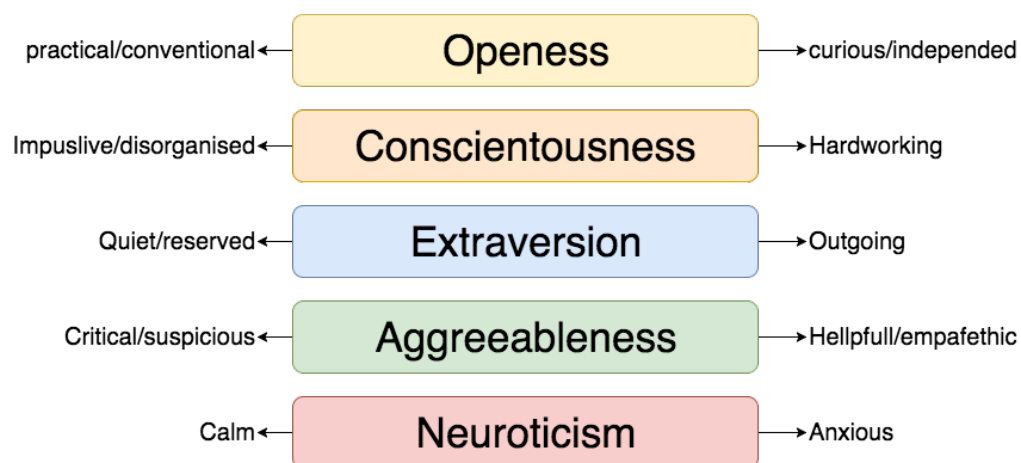 practical/conventional Openess curious/independed
Impuslive/disorganised Conscientousness Hardworking
Quiet/reserved Extraversion Outgoing
Critical/suspicious Aggreeableness Hellpfull/empafethic
Calm Neuroticism Anxious